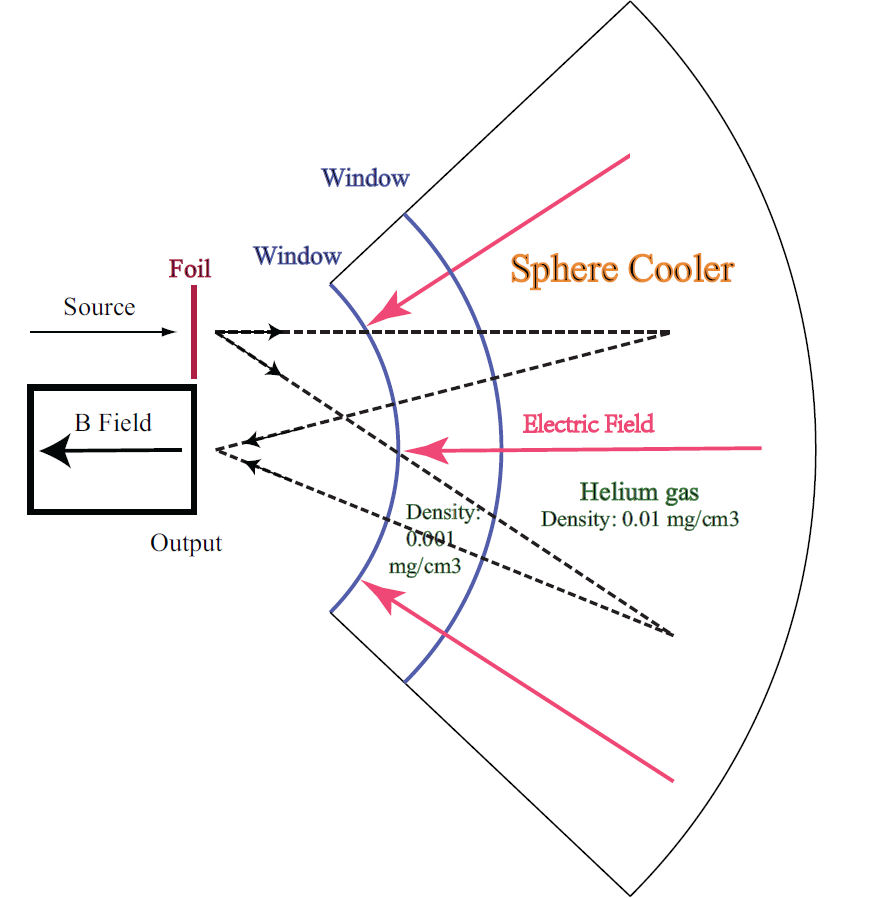 Window
Window
Foil
Sphere Cooler
Source
B Field
Electric Field
Helium gas
Density: 0.01 mg/cm3
Density:
0.001
mg/cm3
Output